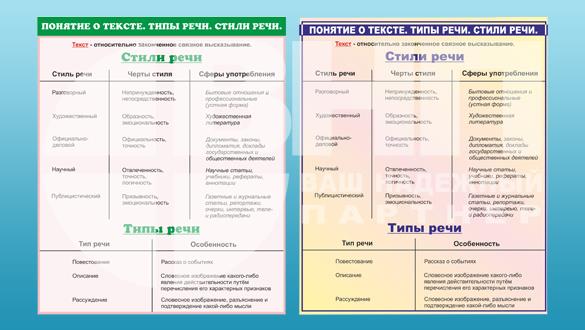 ПОНЯТИЕ О ТЕКСТЕ. ТИПЫ РЕЧИ. СТИЛИ РЕЧИ.
Текст - относительно законченное связное высказывание.
Стили речи
Стиль речи Черты стиля Сферы употребления
Разговорный Непринужденность, непосредственность Бытовые отношения и
профессиональные
(устная форма)
Художественный Образность, Художественная
эмоциональность литература
Официально- Официальность, Документы, законы,
деловой точность дипломатия, доклады
государственных и
общественных деятелей
Научный Отвлеченность, Научные статьи,
точность, учебники, рефераты,
логичность аннотации
Публицистический Призывность, Газетные и журнальные
эмоциональность статьи, репортажи,
очерки, интервью, теле-
и радиопередачи
Типы речи
Тип речи Особенность
Повествование Рассказ о событиях
Описание Словесное изображение какого-либо
явления действительности путём
перечисления его характерных признаков
Рассуждение Словесное изображение, разъяснение и
подтверждение какой-либо мысли
ПОНЯТИЕ О ТЕКСТЕ. ТИПЫ РЕЧИ. СТИЛИ РЕЧИ.
Текст - относительно законченное связное высказывание.
Стили речи
Стиль речи Черты стиля Сферы употребления
Разговорный Непринужденность, Бытовые отношения и
непосредственность профессиональные
(устная форма)
Художественный Образность, Художественная
эмоциональность литература
Официально- Официальность, Документы, законы,
деловой точность дипломатия, доклады
государственных и
общественных деятелей
Научный Отвлеченность, Научные статьи,
точность, учебники, рефераты,
логичность аннотации
Публицистический Призывность, Газетные и журнальные
эмоциональность статьи, репортажи,
очерки, интервью, теле-
и радиопередачи
Типы речи
Тип речи Особенность
Повествование Рассказ о событиях
Описание Словесное изображение какого-либо
явления действительности путём
перечисления его характерных признаков
Рассуждение Словесное изображение, разъяснение и
подтверждение какой-либо мысли
ВАШ НАДЕЖНЫЙ
ПАРТНЕР